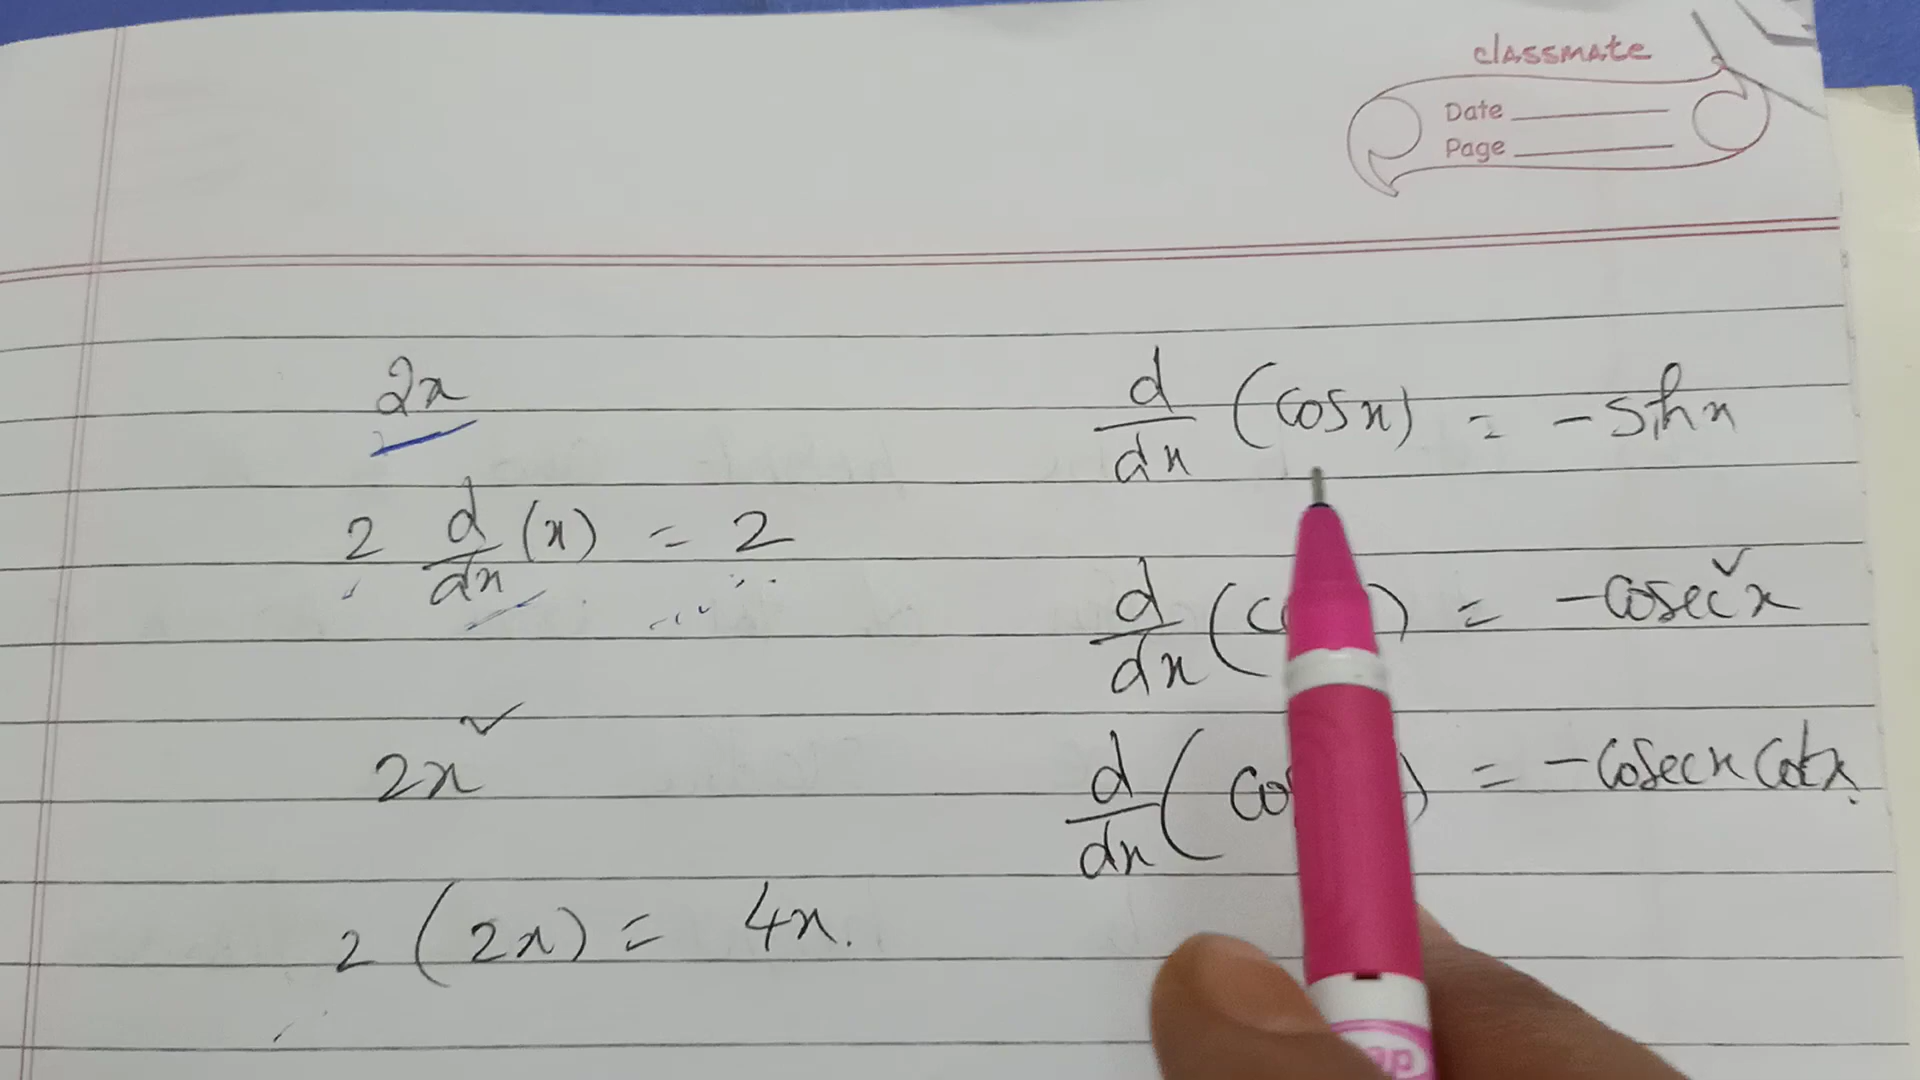 classmate
Date
Page
2x
2 d/dx (x) = 2
2x²
2 (2x) = 4x.
d/dx (cosx) = -sinx
d/dx ( ) = -cosec²x
d/dx ( ) = -cosecx cotx.